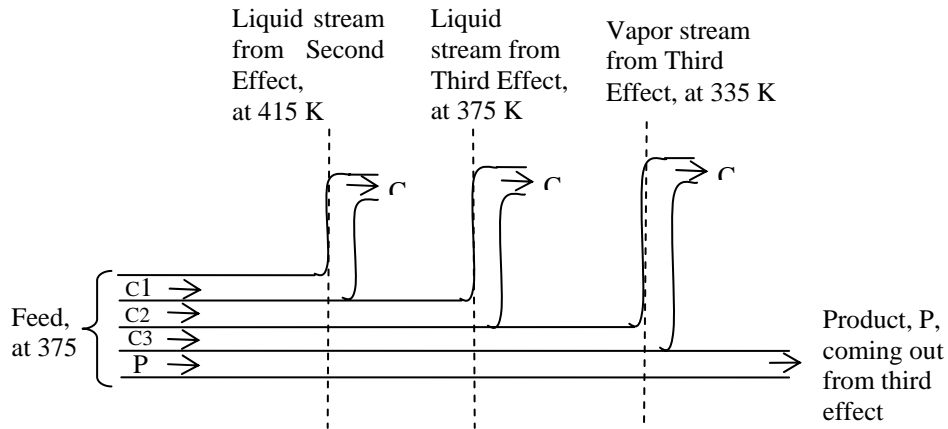 Liquid stream
from Second
Effect,
at 415 K
Liquid
stream from
Third Effect,
at 375 K
Vapor stream
from Third
Effect, at 335 K
C
C
C
Feed,
at 375
C1
C2
C3
P
Product, P,
coming out
from third
effect